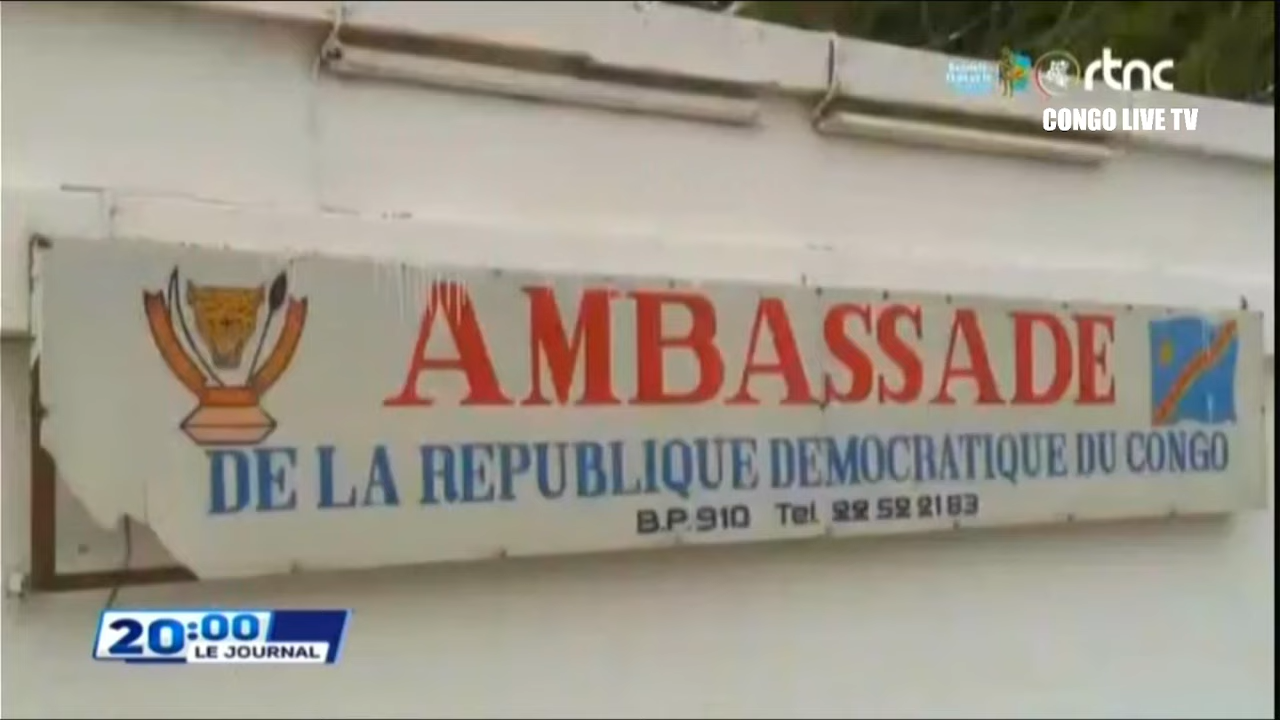 rtnc
CONGO LIVE TV
AMBASSADE
DE LA REPUBLIQUE DEMOCRATIQUE DU CONGO
B.P. 910 Tel. 22 52 21 83
20:00
LE JOURNAL